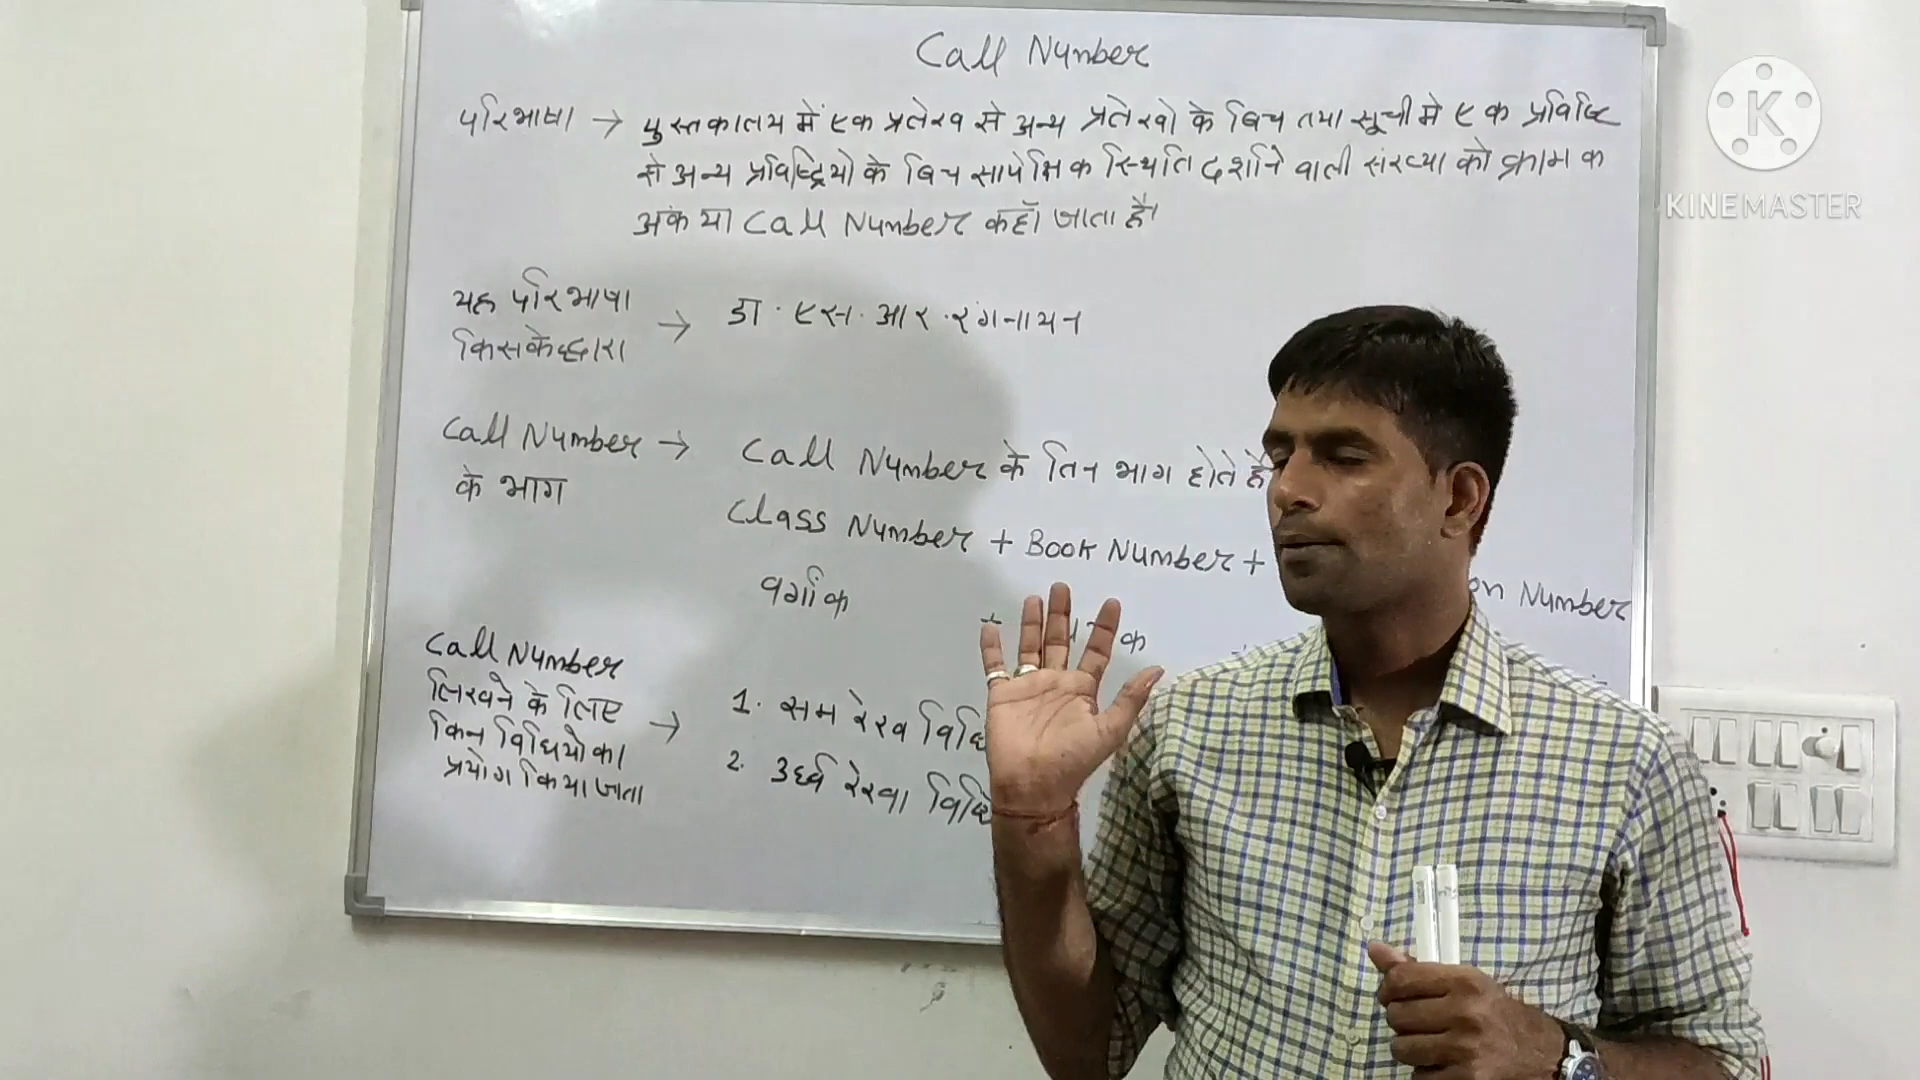 Call Number
परिभाषा → पुस्तकालय में एक प्रलेख से अन्य प्रलेखो के बिच तथा सूची मे एक प्रविष्टि
से अन्य प्रविष्ट्रियो के बिच सापेक्षिक स्थिति दर्शाने वाली संख्या को क्रामक
अंक या Call Number कहाँ जाता है।
यह परिभाषा
किसके द्धारा → डा. एस. आर. रंगनायन
Call Number → Call Number के तिन भाग होते है
के भाग
Class Number + Book Number + on Number
वर्गांक क
Call Number
लिखने के लिए
किन विधियो का →
प्रयोग किया जाता
1. सम रेख विधि
2. उर्ध्व रेखा विधि
K
KINEMASTER